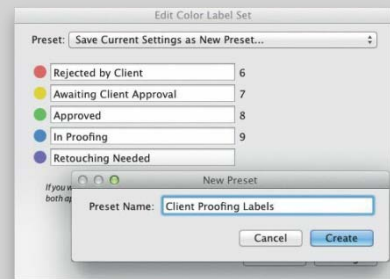 Edit Color Label Set
Preset: Save Current Settings as New Preset...
Rejected by Client 6
Awaiting Client Approval 7
Approved 8
In Proofing 9
Retouching Needed
If you
both
New Preset
Preset Name: Client Proofing Labels
Cancel Create